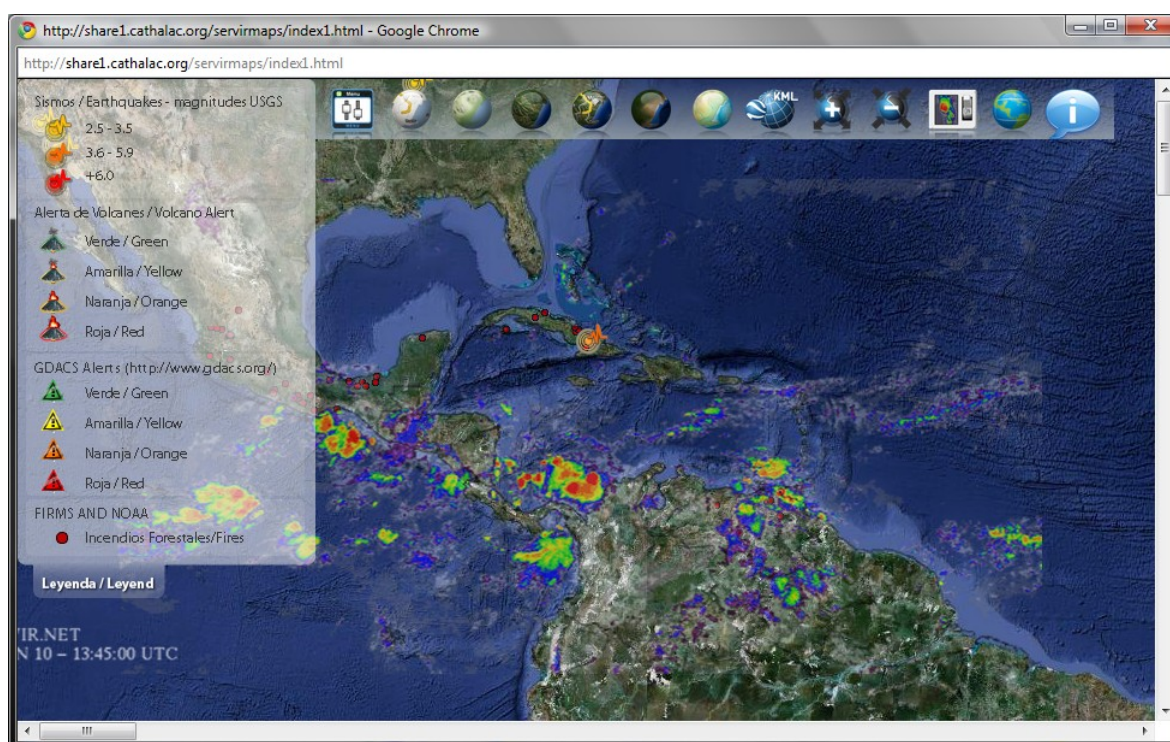 http://share1.cathalac.org/servirmaps/index1.html - Google Chrome
http://share1.cathalac.org/servirmaps/index1.html
Sismos / Earthquakes - magnitudes USGS
2.5 - 3.5
3.6 - 5.9
+6.0
Alerta de Volcanes / Volcano Alert
Verde / Green
Amarilla / Yellow
Naranja / Orange
Roja / Red
GDACS Alerts (http://www.gdacs.org/)
Verde / Green
Amarilla / Yellow
Naranja / Orange
Roja / Red
FIRMS AND NOAA
Incendios Forestales/Fires
Leyenda / Leyend
Menu
KML
IR.NET
N 10 – 13:45:00 UTC